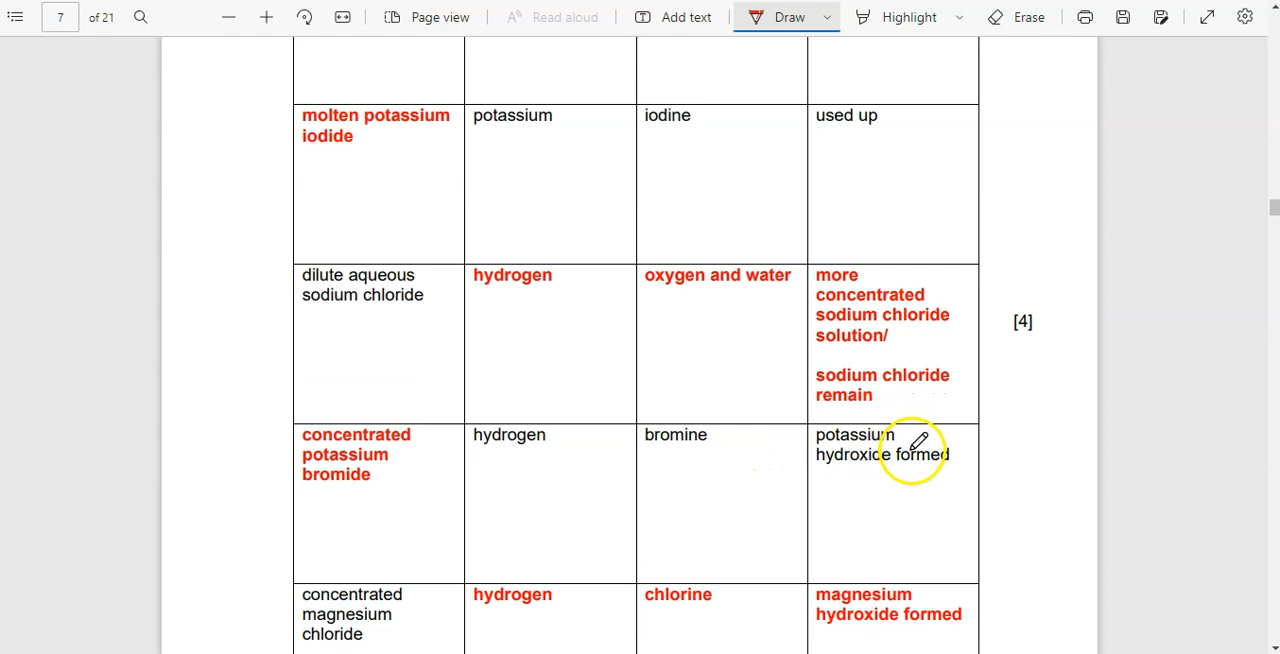 7 of 21 Page view Read aloud Add text Draw Highlight Erase
molten potassium
iodide
potassium
iodine
used up
dilute aqueous
sodium chloride
hydrogen
oxygen and water
more
concentrated
sodium chloride
solution/
sodium chloride
remain
[4]
concentrated
potassium
bromide
hydrogen
bromine
potassium
hydroxide formed
concentrated
magnesium
chloride
hydrogen
chlorine
magnesium
hydroxide formed